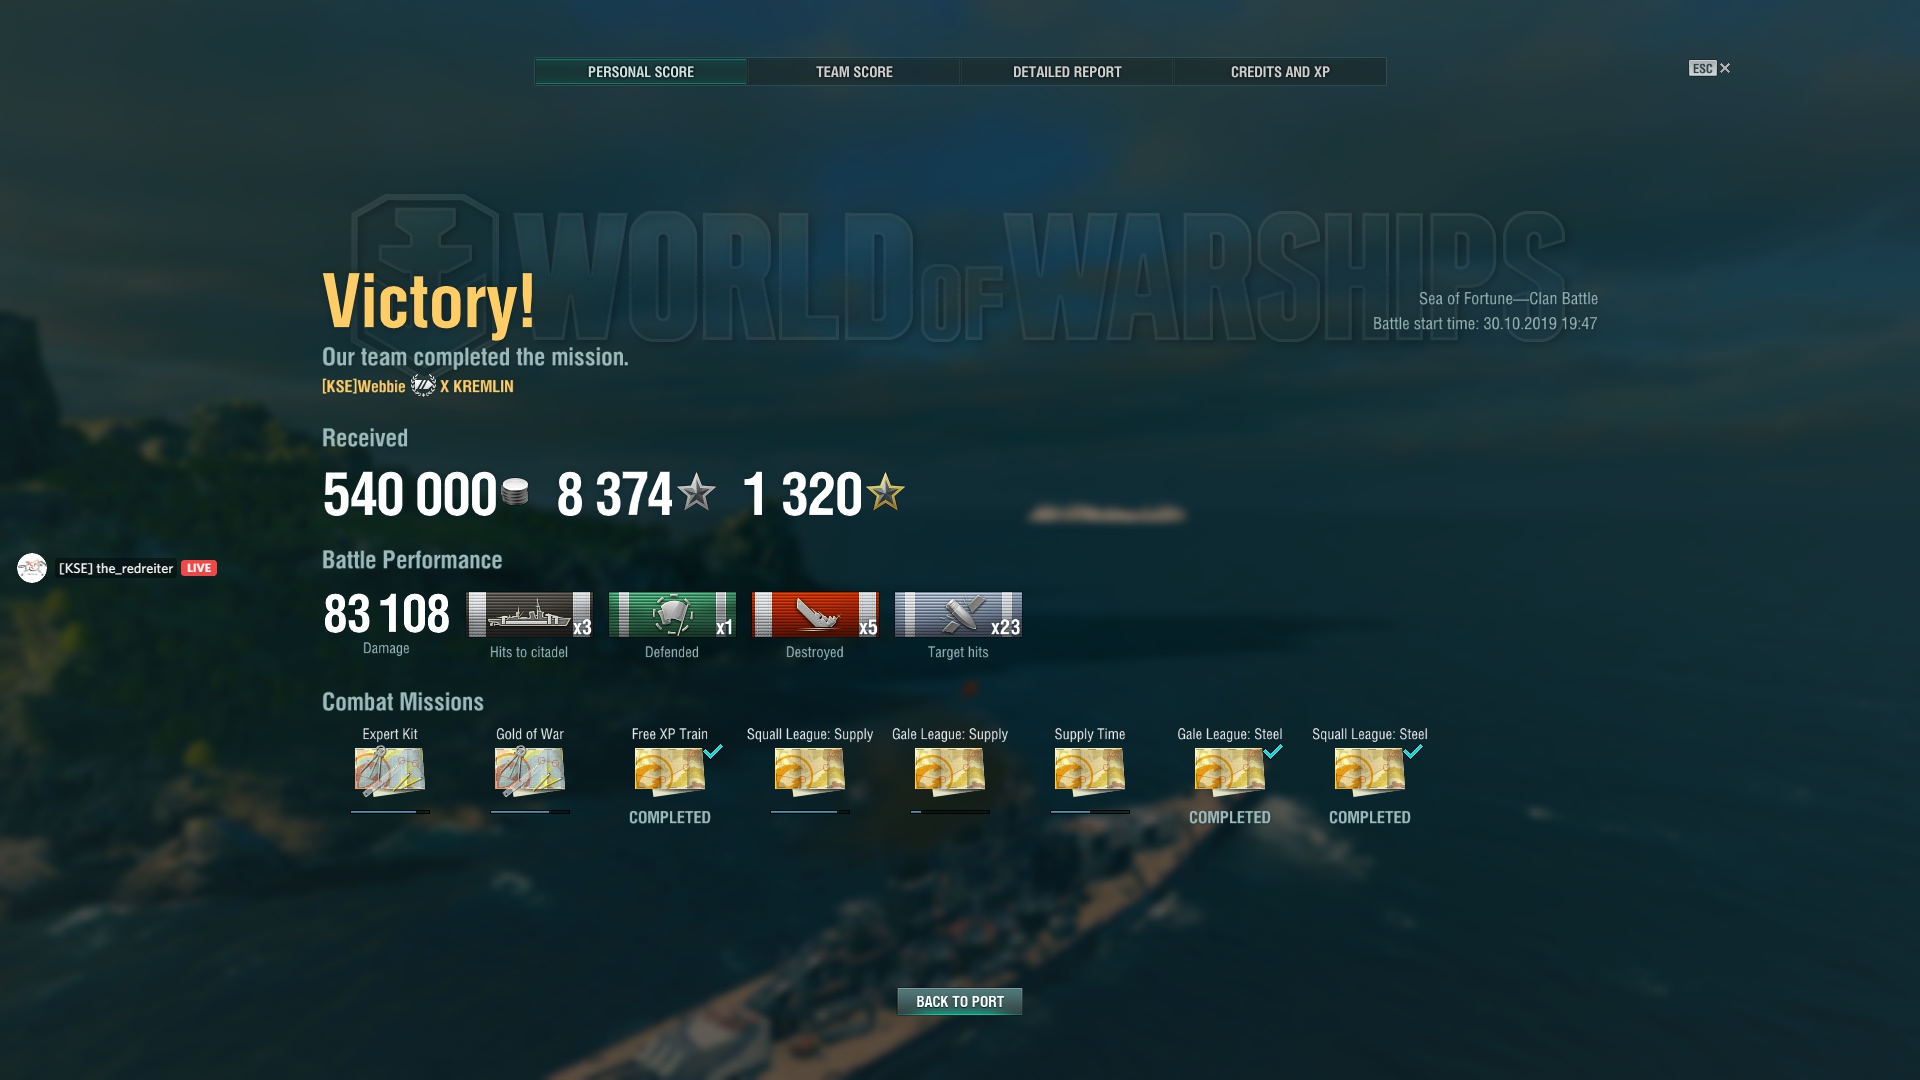 PERSONAL SCORE
TEAM SCORE
DETAILED REPORT
CREDITS AND XP
ESC
WORLD OF WARSHIPS
Victory!
Sea of Fortune—Clan Battle
Battle start time: 30.10.2019 19:47
Our team completed the mission.
[KSE]Webbie X KREMLIN
Received
540 000 8 374 1 320
Battle Performance
[KSE] the_redreiter LIVE
83 108
x3
x1
x5
x23
Damage
Hits to citadel
Defended
Destroyed
Target hits
Combat Missions
Expert Kit
Gold of War
Free XP Train
Squall League: Supply
Gale League: Supply
Supply Time
Gale League: Steel
Squall League: Steel
COMPLETED
COMPLETED
COMPLETED
BACK TO PORT